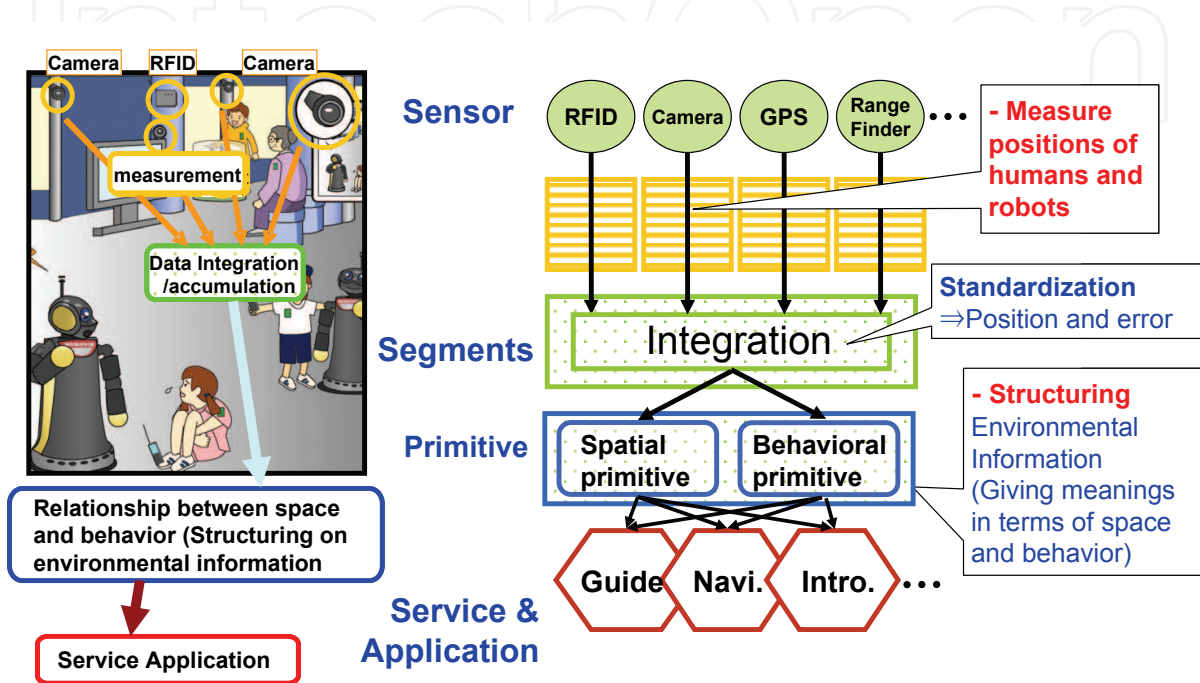 IntechOpen
Camera
RFID
Camera
measurement
Data Integration
/accumulation
Relationship between space
and behavior (Structuring on
environmental information
Service Application
Sensor
RFID
Camera
GPS
Range
Finder
•••
- Measure
positions of
humans and
robots
Segments
Integration
Standardization
⇒Position and error
Primitive
Spatial
primitive
Behavioral
primitive
- Structuring
Environmental
Information
(Giving meanings
in terms of space
and behavior)
Service &
Application
Guide
Navi.
Intro.
•••